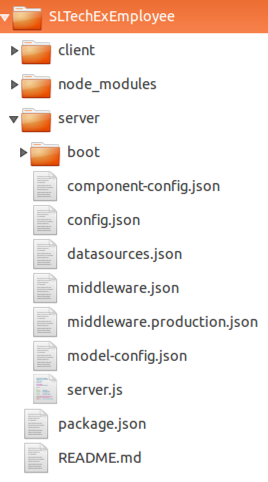 SLTechExEmployee
client
node_modules
server
boot
component-config.json
config.json
datasources.json
middleware.json
middleware.production.json
model-config.json
server.js
package.json
README.md